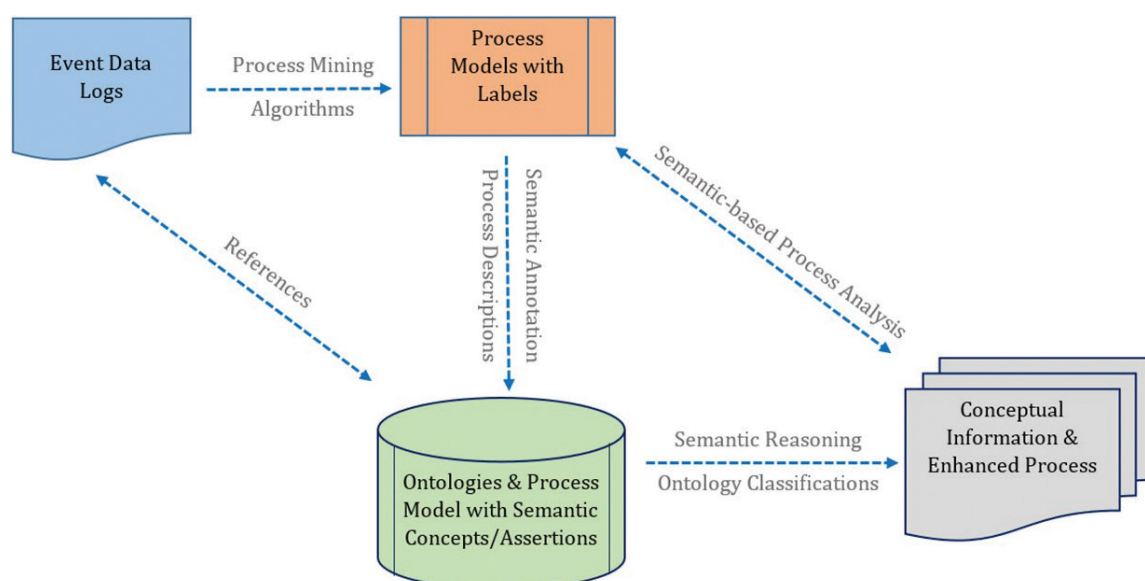 Event Data
Logs
Process Mining
Algorithms
Process
Models with
Labels
References
Semantic Annotation
Process Descriptions
Semantic-based Process Analysis
Ontologies & Process
Model with Semantic
Concepts/Assertions
Semantic Reasoning
Ontology Classifications
Conceptual
Information &
Enhanced Process